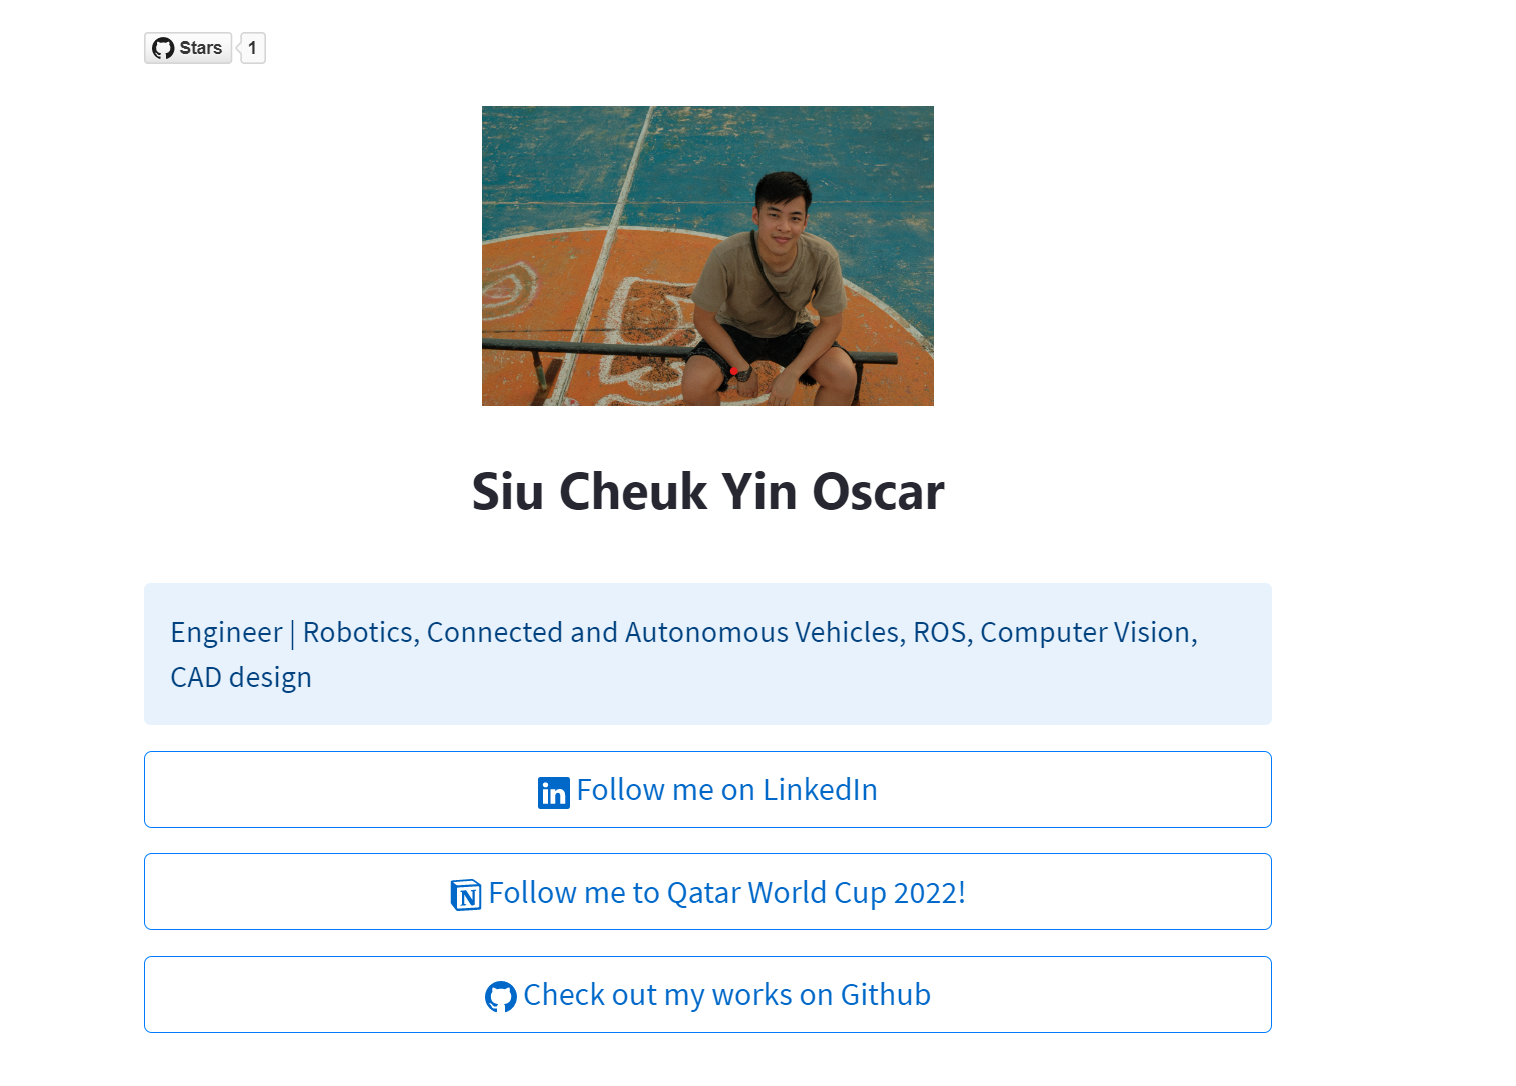 Stars 1
Siu Cheuk Yin Oscar
Engineer | Robotics, Connected and Autonomous Vehicles, ROS, Computer Vision,
CAD design
in Follow me on LinkedIn
N Follow me to Qatar World Cup 2022!
Check out my works on Github